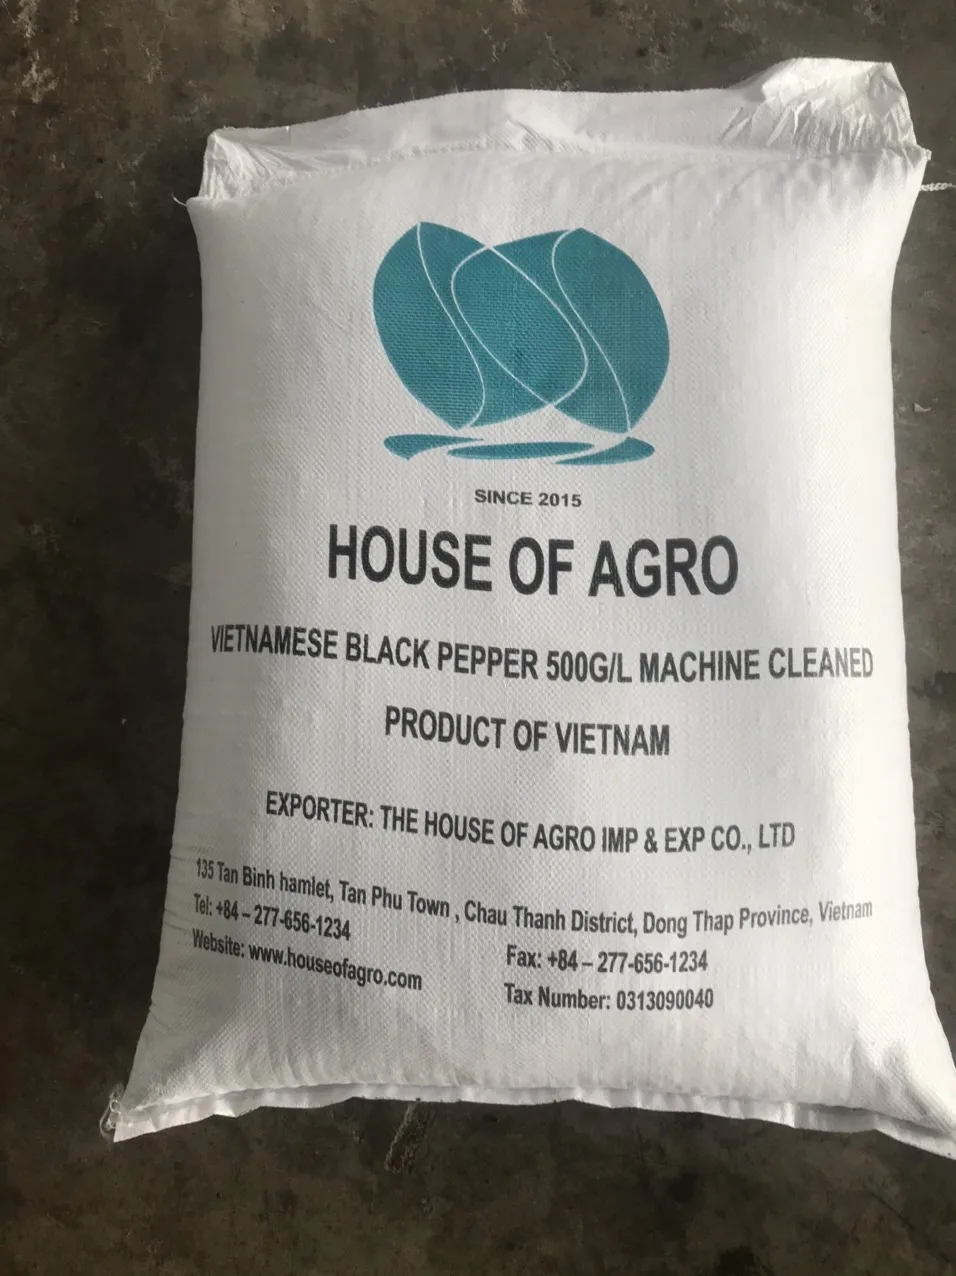 SINCE 2015
HOUSE OF AGRO
VIETNAMESE BLACK PEPPER 500G/L MACHINE CLEANED
PRODUCT OF VIETNAM
EXPORTER: THE HOUSE OF AGRO IMP & EXP CO., LTD
135 Tan Binh hamlet, Tan Phu Town , Chau Thanh District, Dong Thap Province, Vietnam
Tel: +84 – 277-656-1234 Fax: +84 – 277-656-1234
Website: www.houseofagro.com Tax Number: 0313090040